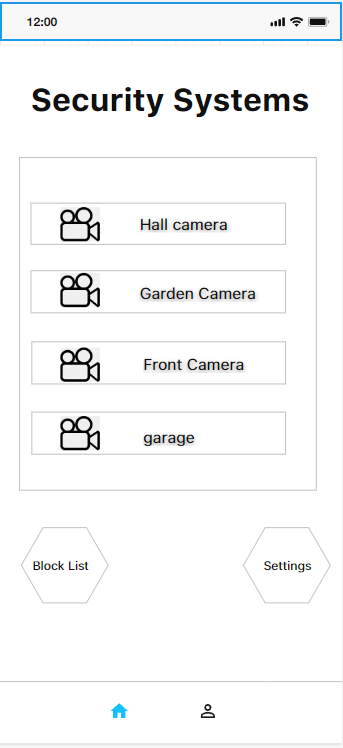 12:00
Security Systems
Hall camera
Garden Camera
Front Camera
garage
Block List
Settings